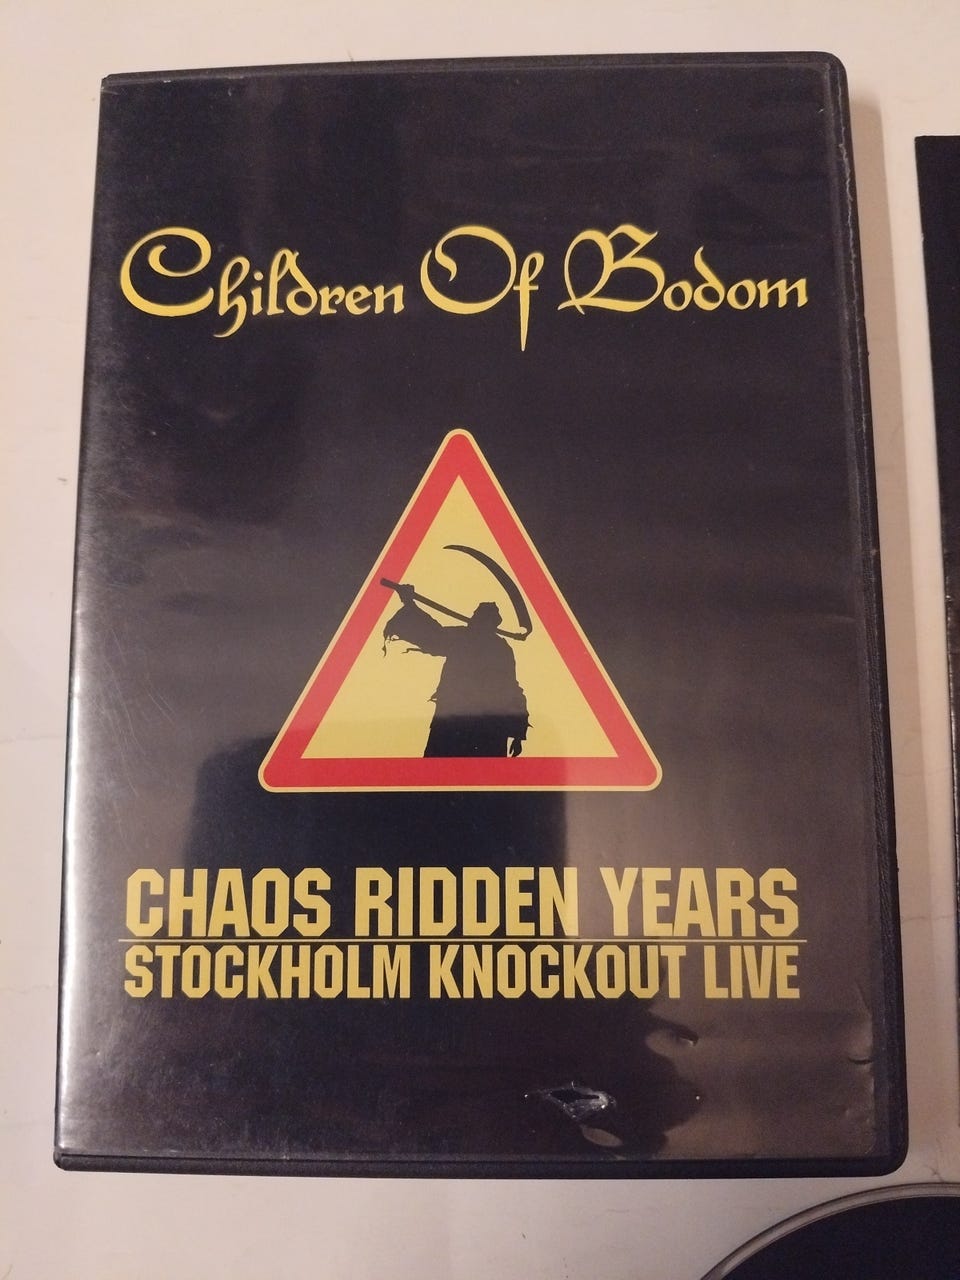 Children Of Bodom
CHAOS RIDDEN YEARS
STOCKHOLM KNOCKOUT LIVE